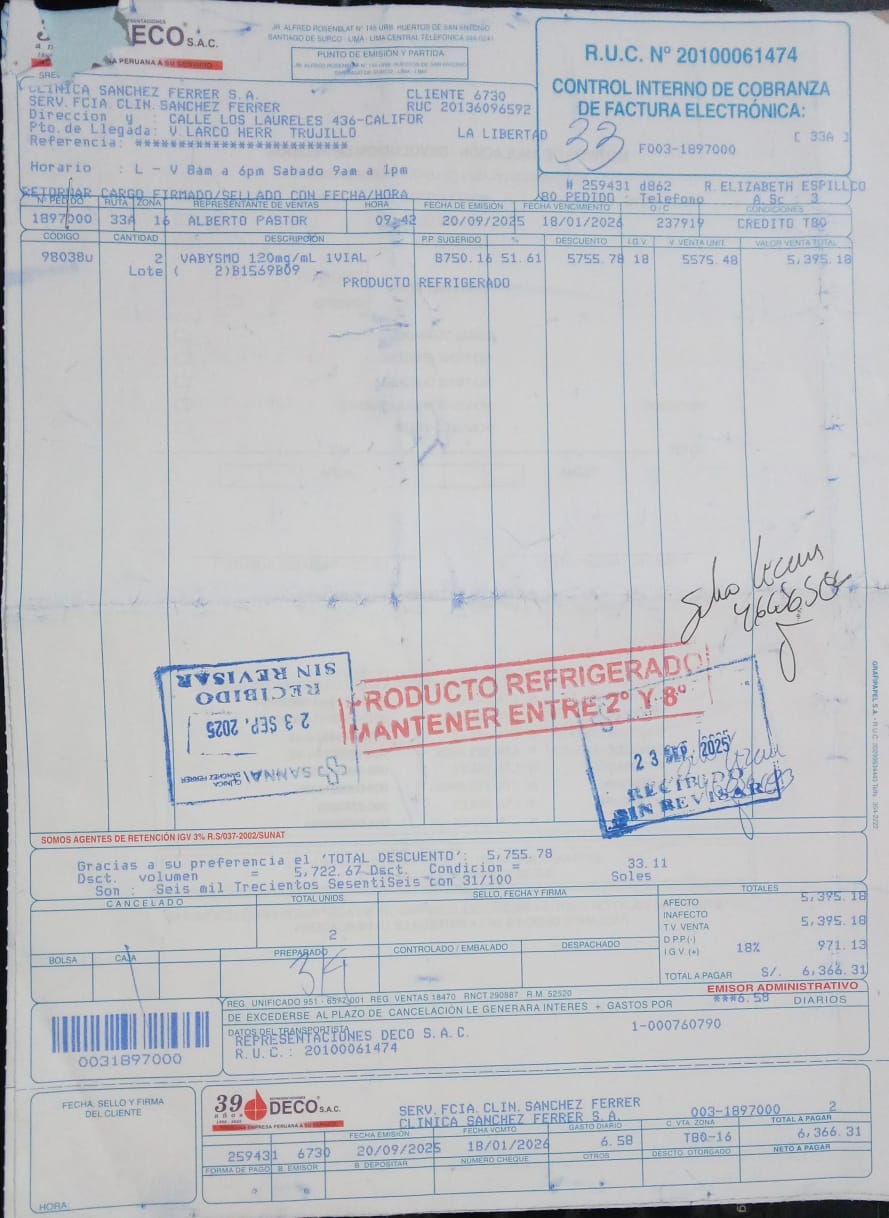 DECO S.A.C.
JR. ALFRED ROSENBLAT N° 145 URB. HUERTOS DE SAN ANTONIO
SANTIAGO DE SURCO - LIMA - LIMA CENTRAL TELEFÓNICA
PUNTO DE EMISIÓN Y PARTIDA
R.U.C. Nº 20100061474
CONTROL INTERNO DE COBRANZA
DE FACTURA ELECTRÓNICA:
33
[ 33A ]
F003-1897000
CLINICA SANCHEZ FERRER S.A. CLIENTE 6730
SERV. FCIA. CLIN. SANCHEZ FERRER RUC 20136096592
Direccion y : CALLE LOS LAURELES 436-CALIFOR
Pto. de Llegada: V LARCO HERR TRUJILLO LA LIBERTAD
Referencia: ************************
Horario : L - V 8am a 6pm Sabado 9am a 1pm
RETORNAR CARGO FIRMADO/SELLADO CON FECHA/HORA
# 259431 d862 R.ELIZABETH ESPILLCO
PEDIDO : Telefono A.Sc 3
Nº PEDIDO RUTA ZONA REPRESENTANTE DE VENTAS HORA FECHA DE EMISIÓN FECHA VENCIMIENTO O / C CONDICIONES
1897000 33A 16 ALBERTO PASTOR 09:42 20/09/2025 18/01/2026 237919 CREDITO T80
CÓDIGO CANTIDAD DESCRIPCIÓN P.P. SUGERIDO % DESCUENTO I.G.V. V. VENTA UNIT. VALOR VENTA TOTAL
98038u 2 VABYSMO 120mg/mL 1VIAL 8750.16 51.61 5755.78 18 5575.48 5,395.18
Lote ( 2)B1569B09
PRODUCTO REFRIGERADO
RECIBIDO
SIN REVISAR
23 SEP. 2025
SANNA
CLINICA
SANCHEZ FERRER
PRODUCTO REFRIGERADO
MANTENER ENTRE 2º Y 8º
23 SEP. 2025
RECIBIDO
SIN REVISAR
GRAFIPAPEL S.A.
SOMOS AGENTES DE RETENCIÓN IGV 3% R.S/037-2002/SUNAT
Gracias a su preferencia el 'TOTAL DESCUENTO': 5,755.78
Dsct. volumen = 5,722.67 Dsct. Condicion = 33.11
Son : Seis mil Trecientos SesentiSeis con 31/100 Soles
CANCELADO TOTAL UNIDS SELLO, FECHA Y FIRMA TOTALES
2
AFECTO 5,395.18
INAFECTO
T.V. VENTA 5,395.18
D.P.P.(-)
I.G.V. (+) 18% 971.13
TOTAL A PAGAR S/. 6,366.31
BOLSA CAJA PREPARADO CONTROLADO / EMBALADO DESPACHADO
EMISOR ADMINISTRATIVO
REG. UNIFICADO 951 - 6592001 REG. VENTAS 18470 RNCT 290887 R.M. 52520
DE EXCEDERSE AL PLAZO DE CANCELACIÓN LE GENERARA INTERES + GASTOS POR ***6.58 DIARIOS
DATOS DEL TRANSPORTISTA
REPRESENTACIONES DECO S.A.C. 1-000760790
R.U.C.: 20100061474
0031897000
FECHA, SELLO Y FIRMA
DEL CLIENTE
HORA:
39 años
DECO S.A.C.
SERV. FCIA. CLIN. SANCHEZ FERRER
CLINICA SANCHEZ FERRER S.A. 003-1897000 2
FECHA EMISIÓN FECHA VCMTO GASTO DIARIO C. VTA. ZONA TOTAL A PAGAR
259431 6730 20/09/2025 18/01/2026 6.58 T80-16 6,366.31
FORMA DE PAGO B. EMISOR B. DEPOSITAR NÚMERO CHEQUE OTROS DESCTO. OTORGADO NETO A PAGAR